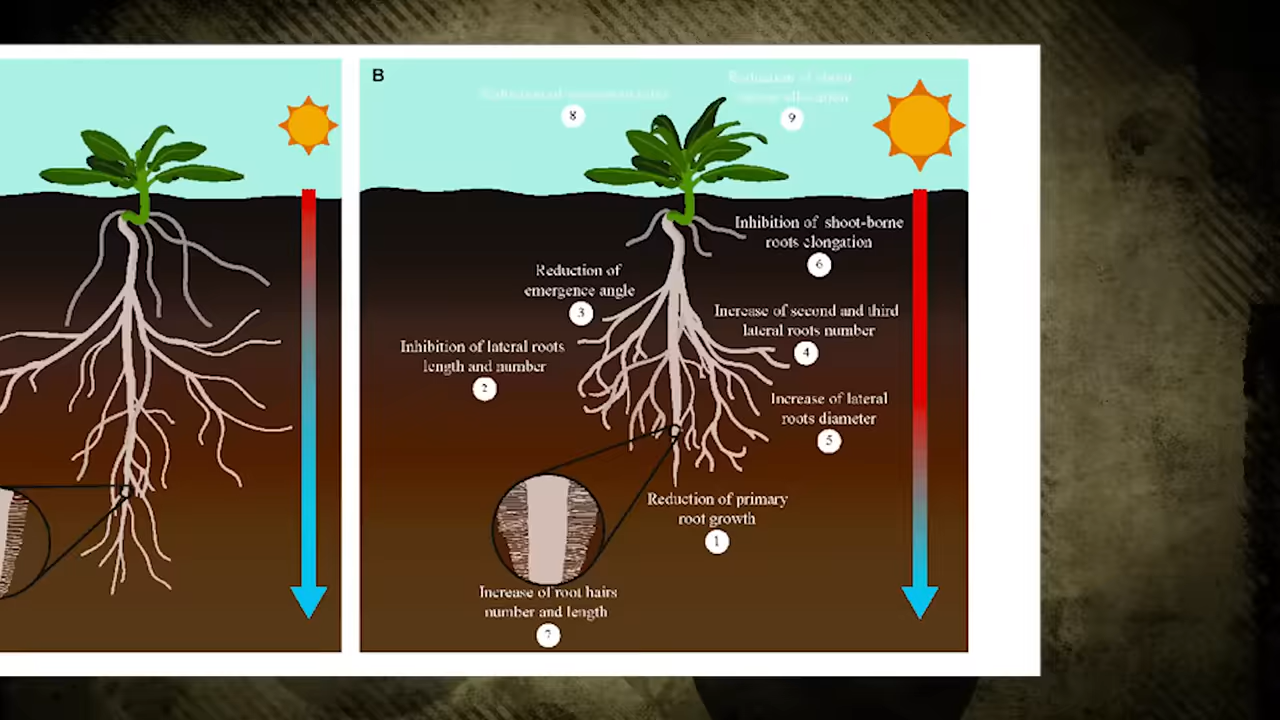 B
8
9
Inhibition of shoot-borne
roots elongation
6
Reduction of
emergence angle
3
Increase of second and third
lateral roots number
4
Inhibition of lateral roots
length and number
2
Increase of lateral
roots diameter
5
Reduction of primary
root growth
1
Increase of root hairs
number and length
7